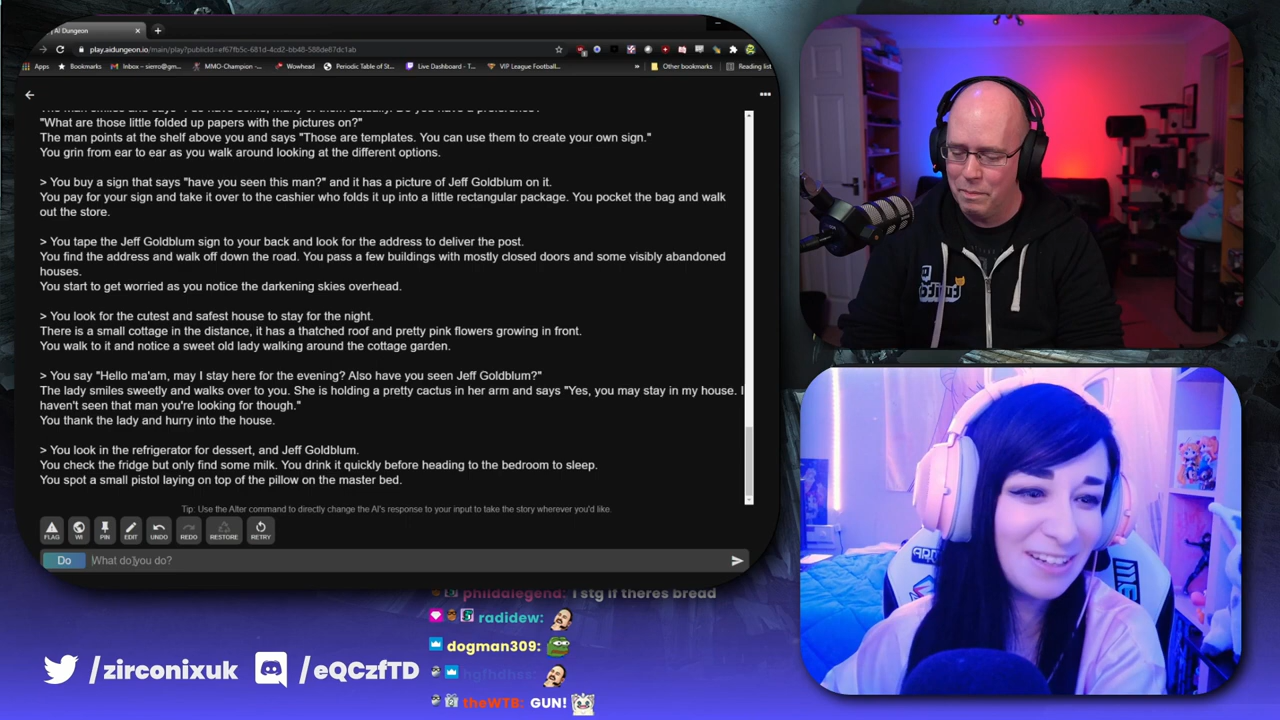 AI Dungeon
play.aidungeon.io/main/play?publicId=ef67fb5c-681d-4cd2-bb48-588de87dc1ab
Apps Bookmarks Inbox – sierro@gm... MMO-Champion –... Wowhead Periodic Table of St... Live Dashboard - T... VIP League Football... » Other bookmarks Reading list
"What are those little folded up papers with the pictures on?"
The man points at the shelf above you and says "Those are templates. You can use them to create your own sign."
You grin from ear to ear as you walk around looking at the different options.
> You buy a sign that says "have you seen this man?" and it has a picture of Jeff Goldblum on it.
You pay for your sign and take it over to the cashier who folds it up into a little rectangular package. You pocket the bag and walk
out the store.
> You tape the Jeff Goldblum sign to your back and look for the address to deliver the post.
You find the address and walk off down the road. You pass a few buildings with mostly closed doors and some visibly abandoned
houses.
You start to get worried as you notice the darkening skies overhead.
> You look for the cutest and safest house to stay for the night.
There is a small cottage in the distance, it has a thatched roof and pretty pink flowers growing in front.
You walk to it and notice a sweet old lady walking around the cottage garden.
> You say "Hello ma'am, may I stay here for the evening? Also have you seen Jeff Goldblum?"
The lady smiles sweetly and walks over to you. She is holding a pretty cactus in her arm and says "Yes, you may stay in my house. I
haven't seen that man you're looking for though."
You thank the lady and hurry into the house.
> You look in the refrigerator for dessert, and Jeff Goldblum.
You check the fridge but only find some milk. You drink it quickly before heading to the bedroom to sleep.
You spot a small pistol laying on top of the pillow on the master bed.
Tip: Use the Alter command to directly change the AI's response to your input to take the story wherever you'd like.
FLAG WI PIN EDIT UNDO REDO RESTORE RETRY
Do What do you do?
phildalegend: I stg if theres bread
radidew:
dogman309:
hgfhdhss:
theWTB: GUN!
/zirconixuk /eQCzfTD